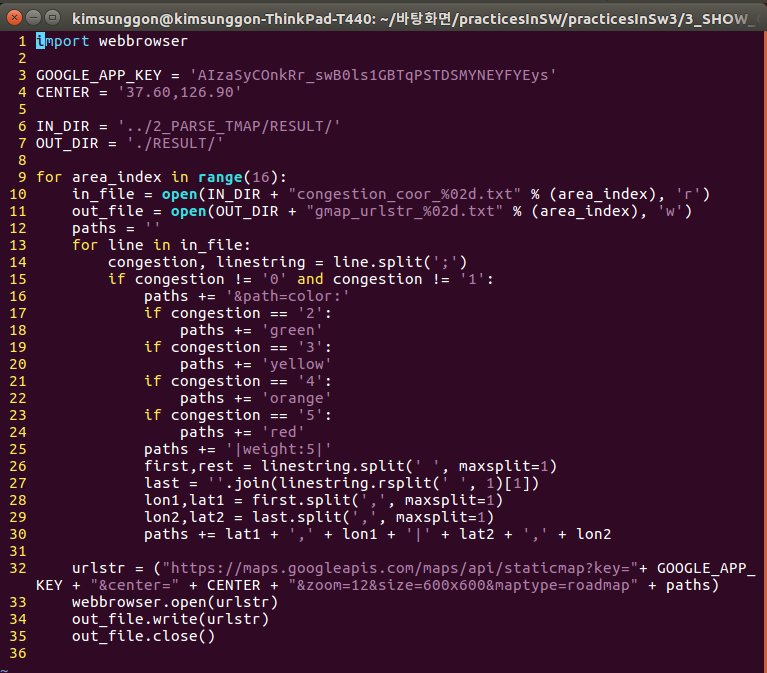 kimsunggon@kimsunggon-ThinkPad-T440: ~/바탕화면/practicesInSW/practicesInSw3/3_SHOW_
1 import webbrowser
2
3 GOOGLE_APP_KEY = 'AIzaSyCOnkRr_swB0ls1GBTqPSTDSMYNEYFYEys'
4 CENTER = '37.60,126.90'
5
6 IN_DIR = '../2_PARSE_TMAP/RESULT/'
7 OUT_DIR = './RESULT/'
8
9 for area_index in range(16):
10     in_file = open(IN_DIR + "congestion_coor_%02d.txt" % (area_index), 'r')
11     out_file = open(OUT_DIR + "gmap_urlstr_%02d.txt" % (area_index), 'w')
12     paths = ''
13     for line in in_file:
14         congestion, linestring = line.split(';')
15         if congestion != '0' and congestion != '1':
16             paths += '&path=color:'
17             if congestion == '2':
18                 paths += 'green'
19             if congestion == '3':
20                 paths += 'yellow'
21             if congestion == '4':
22                 paths += 'orange'
23             if congestion == '5':
24                 paths += 'red'
25             paths += '|weight:5|'
26             first,rest = linestring.split(' ', maxsplit=1)
27             last = ''.join(linestring.rsplit(' ', 1)[1])
28             lon1,lat1 = first.split(',', maxsplit=1)
29             lon2,lat2 = last.split(',', maxsplit=1)
30             paths += lat1 + ',' + lon1 + '|' + lat2 + ',' + lon2
31
32     urlstr = ("https://maps.googleapis.com/maps/api/staticmap?key="+ GOOGLE_APP_
KEY + "&center=" + CENTER + "&zoom=12&size=600x600&maptype=roadmap" + paths)
33     webbrowser.open(urlstr)
34     out_file.write(urlstr)
35     out_file.close()
36
~